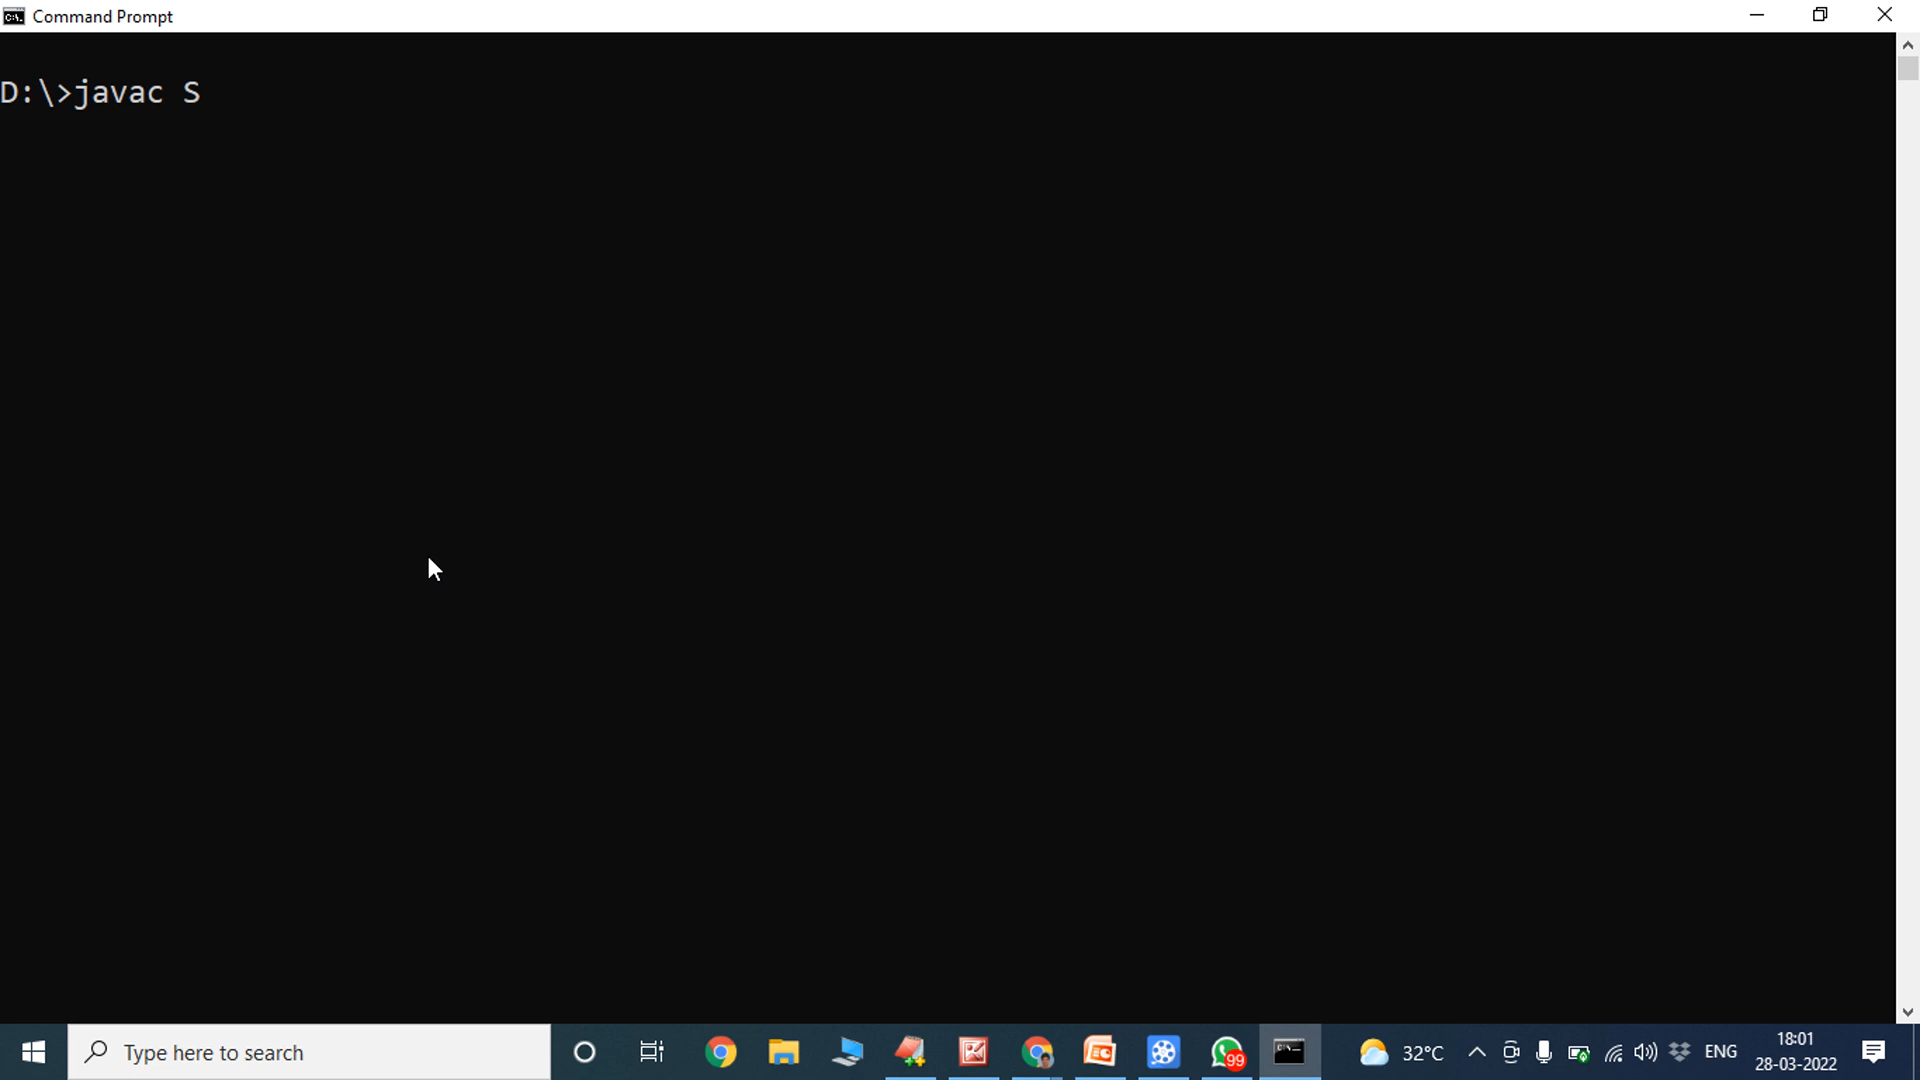 Command Prompt
D:\>javac S
Type here to search
99
32°C
ENG
18:01
28-03-2022